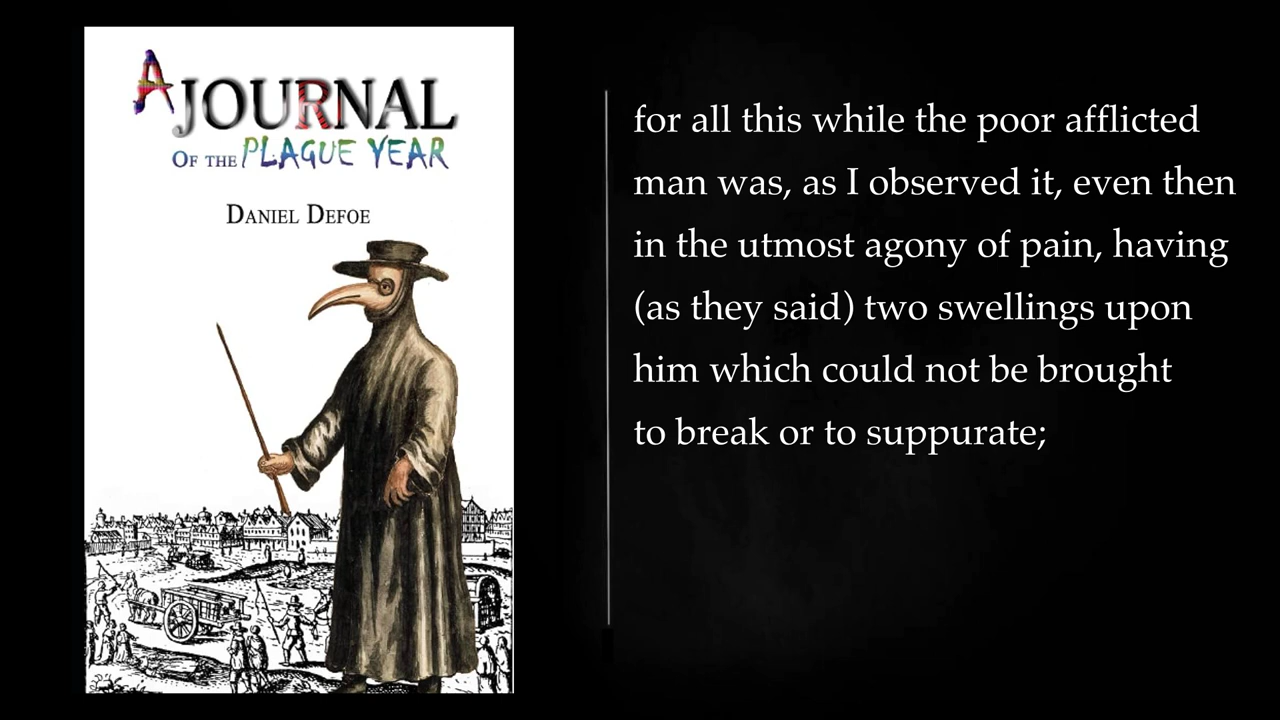 A JOURNAL
OF THE PLAGUE YEAR
DANIEL DEFOE
for all this while the poor afflicted
man was, as I observed it, even then
in the utmost agony of pain, having
(as they said) two swellings upon
him which could not be brought
to break or to suppurate;